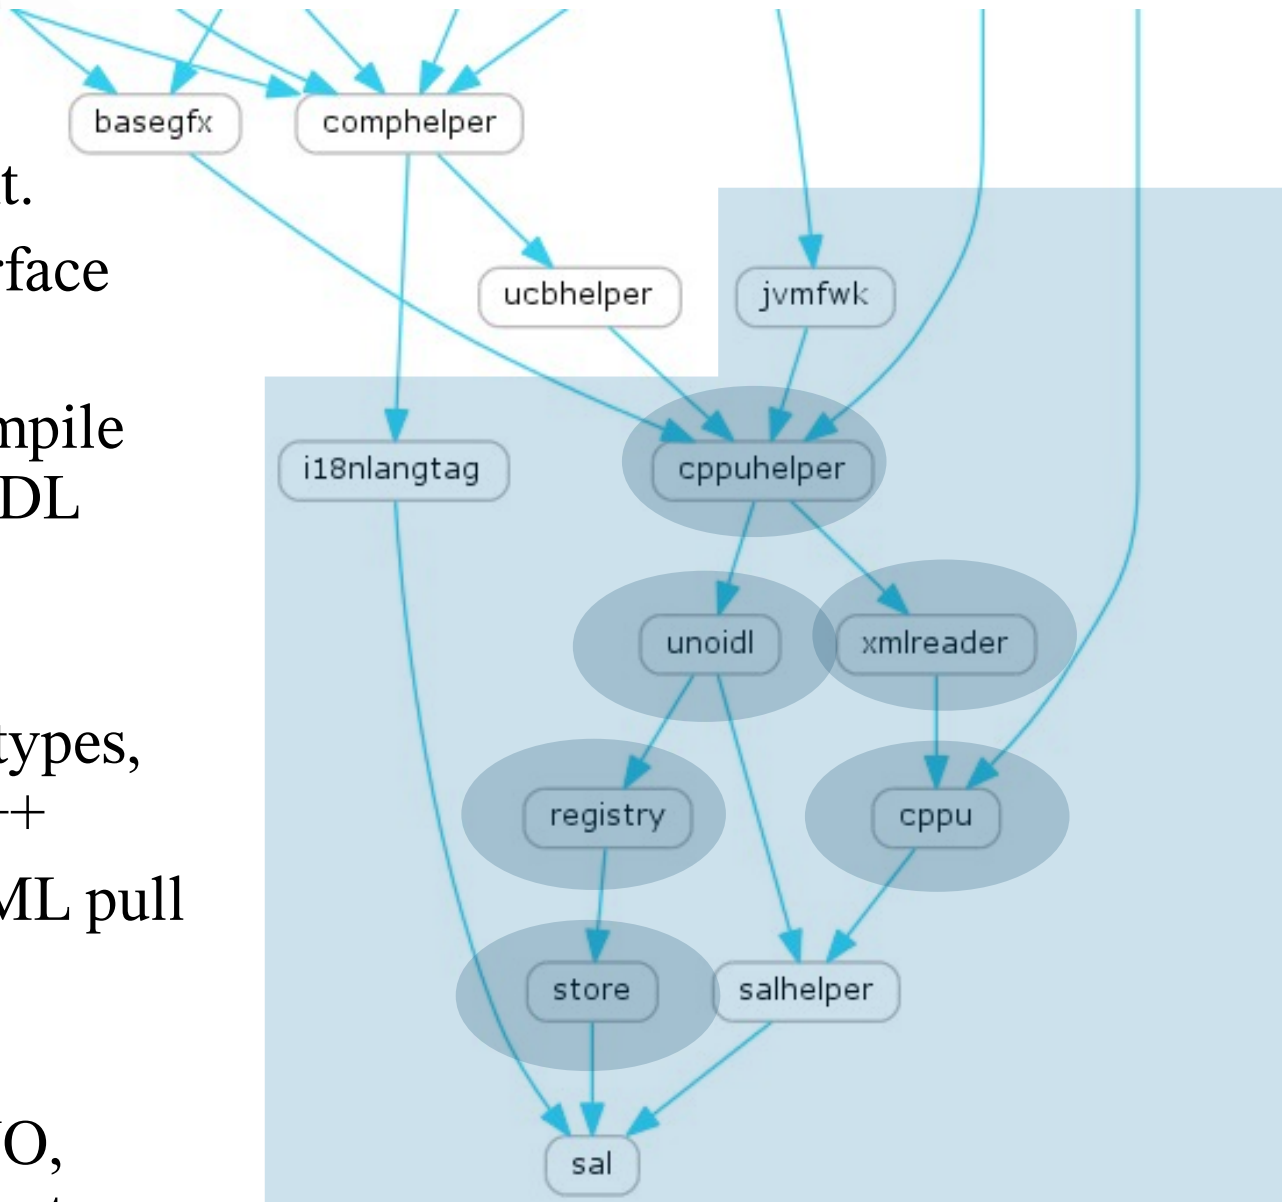 basegfx
comphelper
t.
rface
ucbhelper
jvmfwk
mpile
DL
i18nlangtag
cppuhelper
unoidl
xmlreader
types,
++
registry
cppu
ML pull
store
salhelper
O,
sal